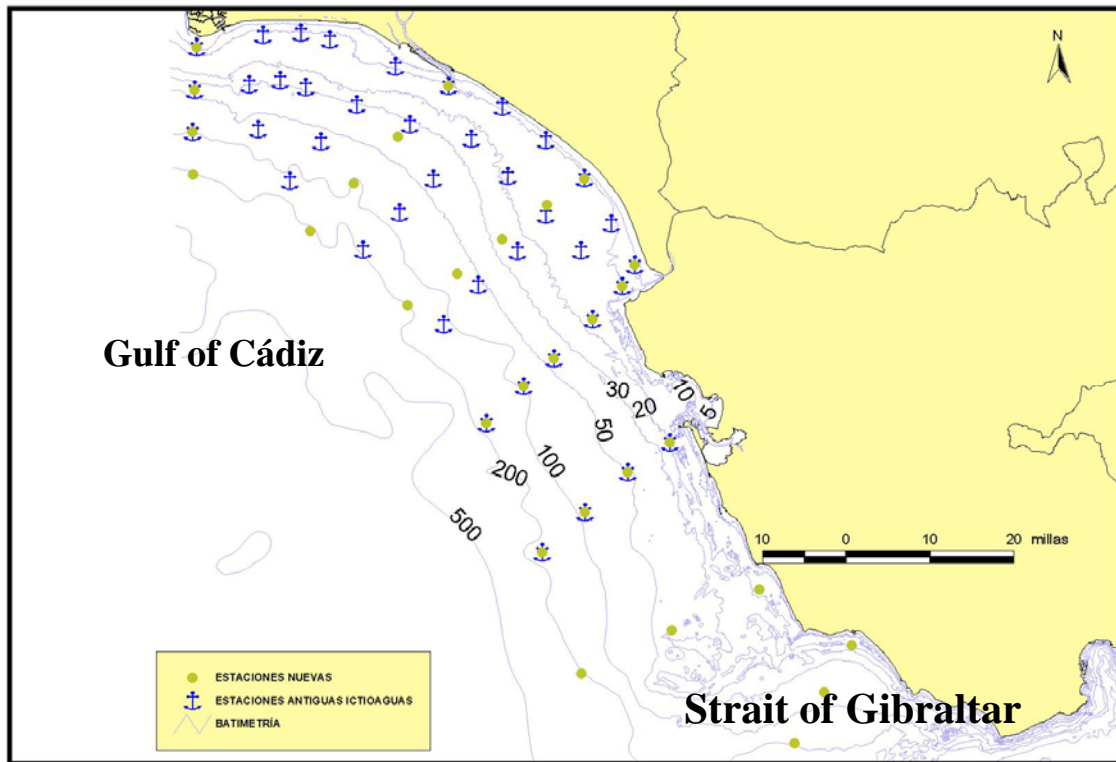 N
Gulf of Cádiz
30
20
10
5
50
100
200
500
10 0 10 20 millas
ESTACIONES NUEVAS
ESTACIONES ANTIGUAS ICTIOAGUAS
BATIMETRÍA
Strait of Gibraltar